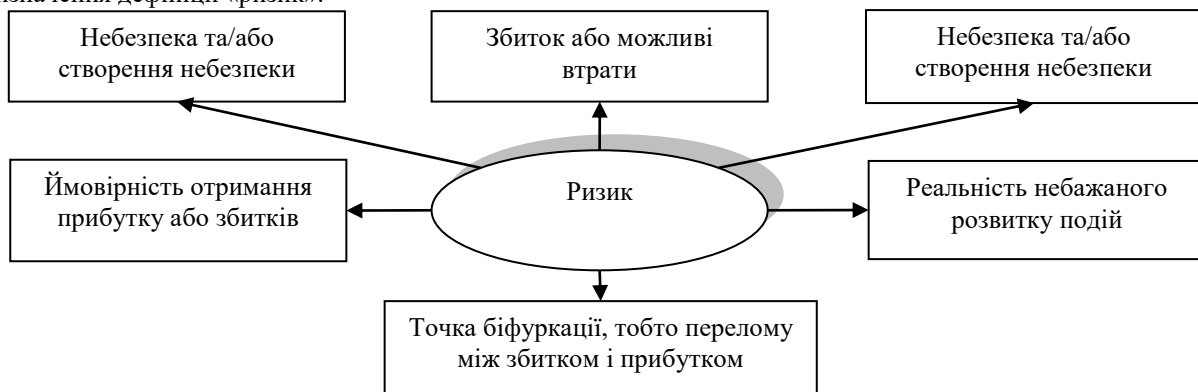 дефініції «ризик».
Небезпека та/або
створення небезпеки
Збиток або можливі
втрати
Небезпека та/або
створення небезпеки
Ймовірність отримання
прибутку або збитків
Ризик
Реальність небажаного
розвитку подій
Точка біфуркації, тобто перелому
між збитком і прибутком